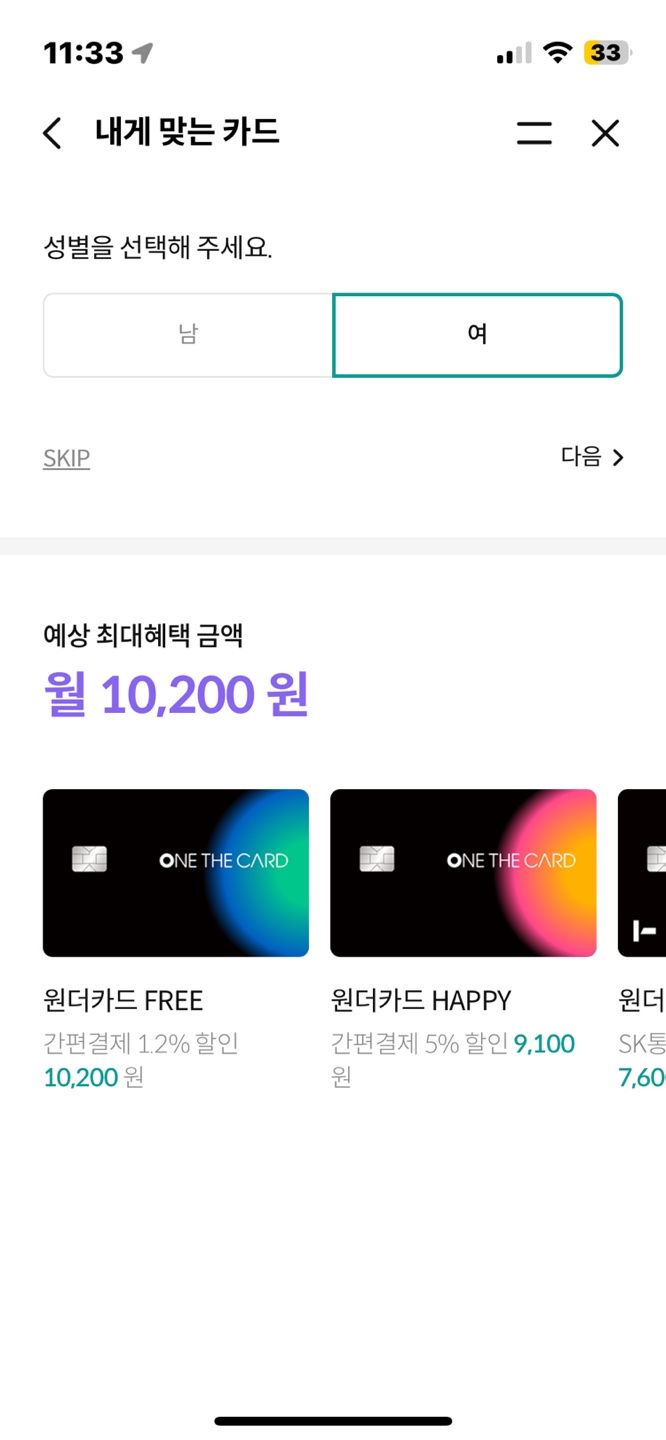 11:33
33
내게 맞는 카드
성별을 선택해 주세요.
남
여
SKIP
다음
예상 최대혜택 금액
월 10,200 원
ONE THE CARD
ONE THE CARD
원더카드 FREE
간편결제 1.2% 할인
10,200 원
원더카드 HAPPY
간편결제 5% 할인 9,100
원
원더
SK통
7,60